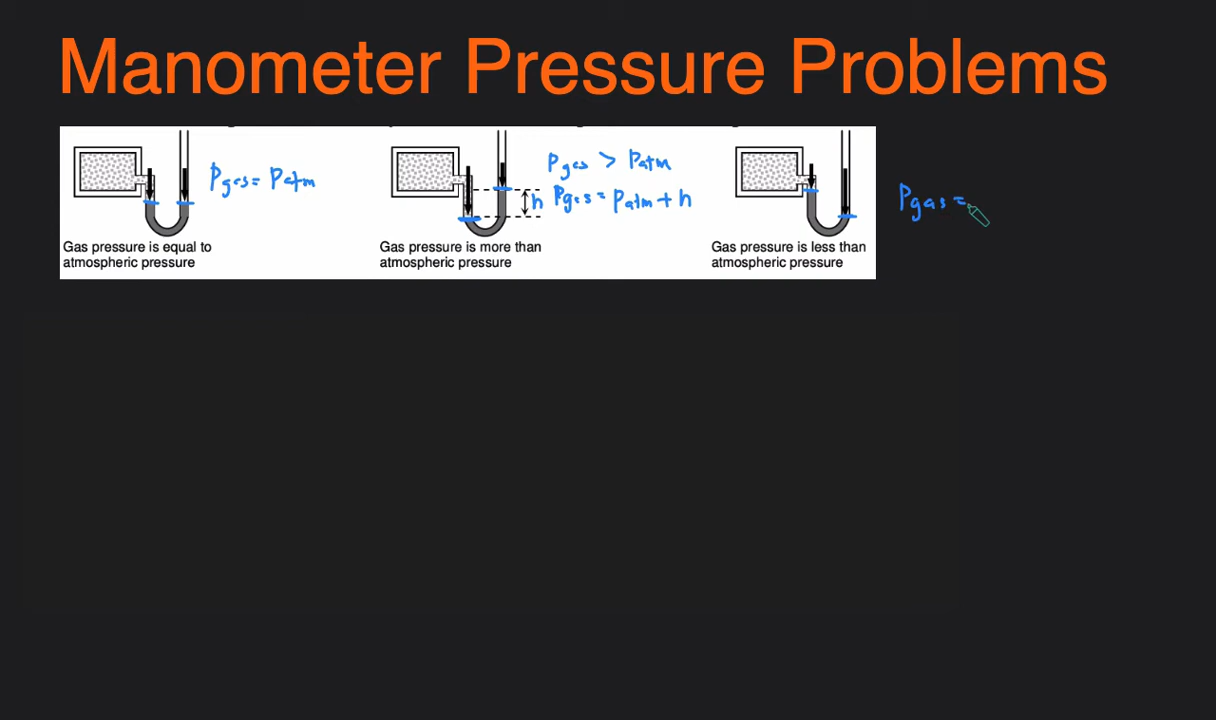 Manometer Pressure Problems
Pgas = Patm
Gas pressure is equal to
atmospheric pressure
Pgas > Patm
h
Pgas = Patm + h
Gas pressure is more than
atmospheric pressure
Gas pressure is less than
atmospheric pressure
Pgas =